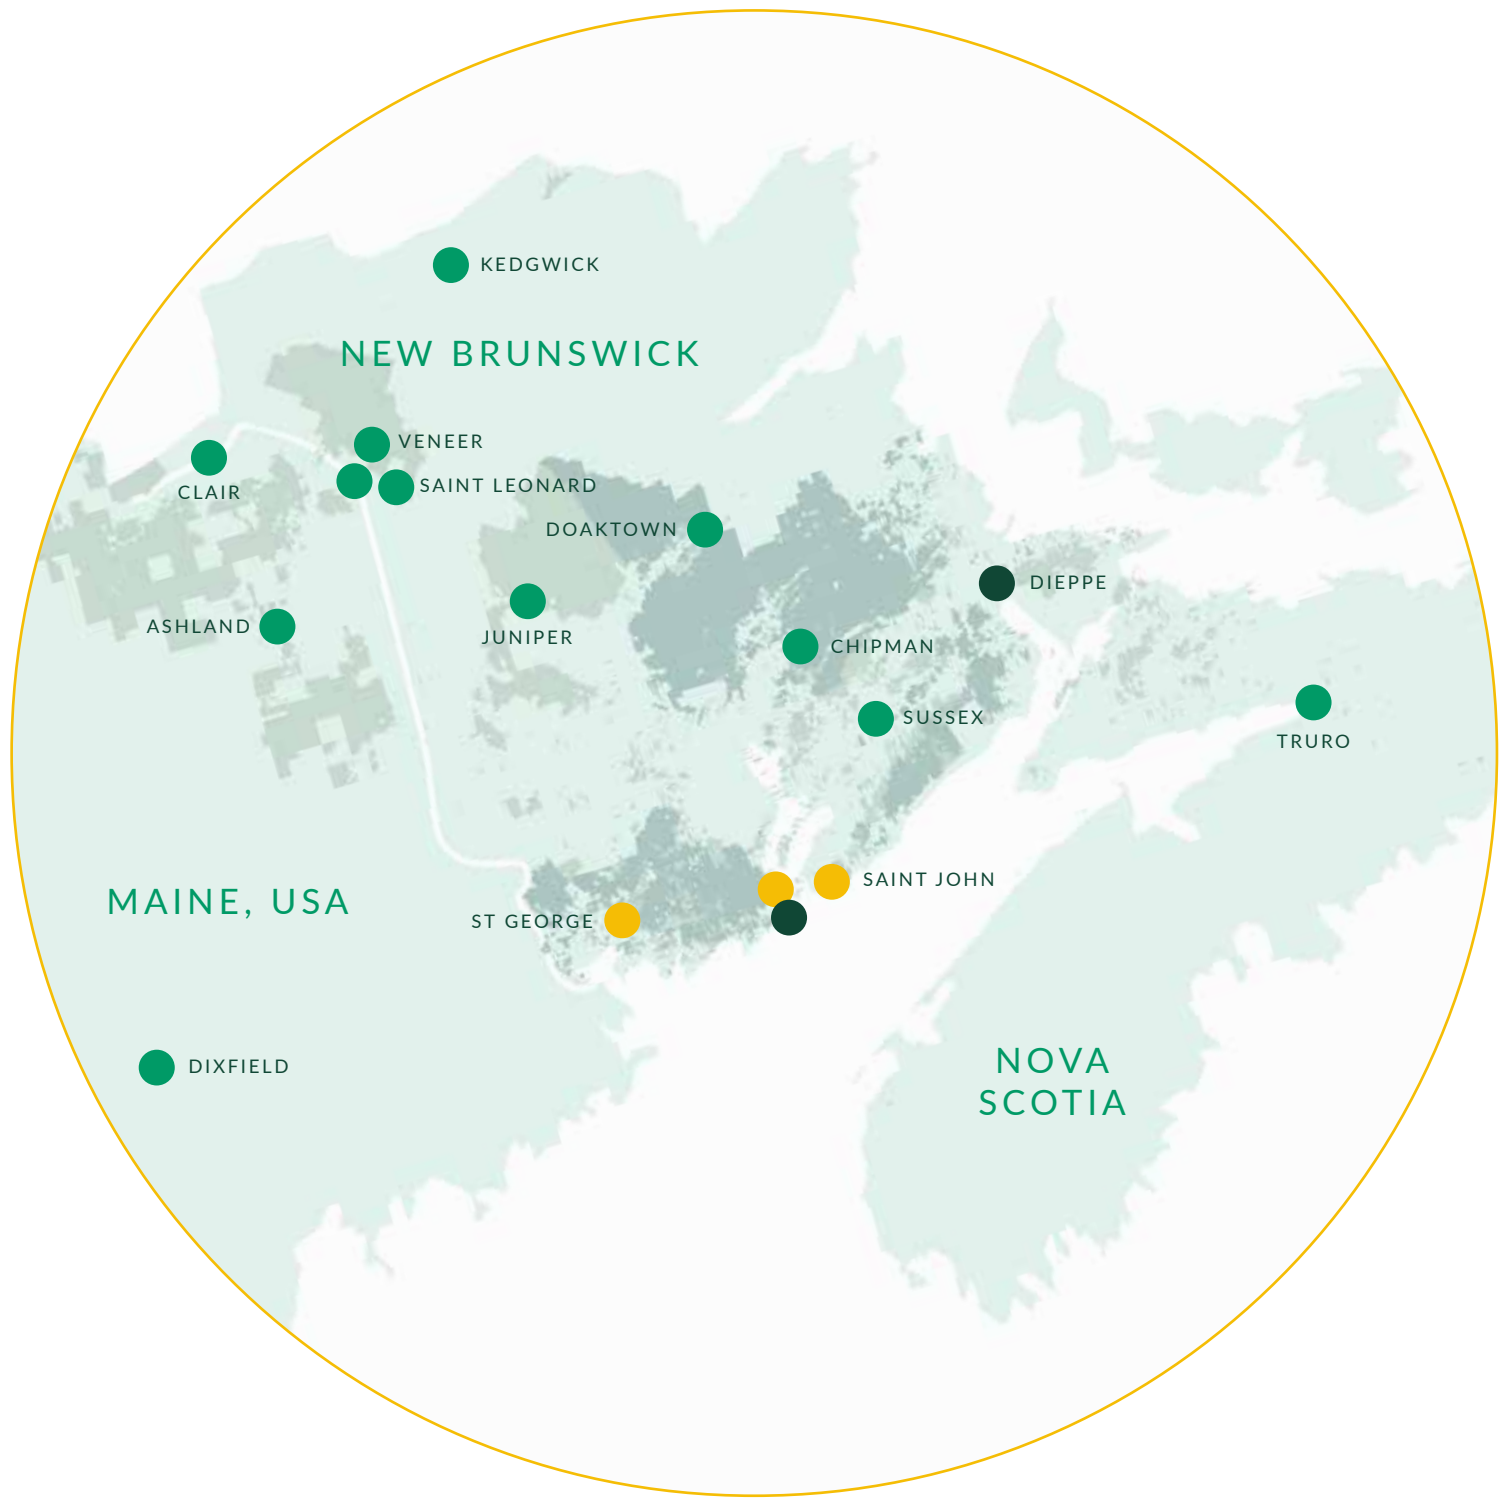 KEDGWICK
NEW BRUNSWICK
VENEER
CLAIR
SAINT LEONARD
DOAKTOWN
DIEPPE
ASHLAND
JUNIPER
CHIPMAN
SUSSEX
TRURO
SAINT JOHN
MAINE, USA
ST GEORGE
NOVA
SCOTIA
DIXFIELD